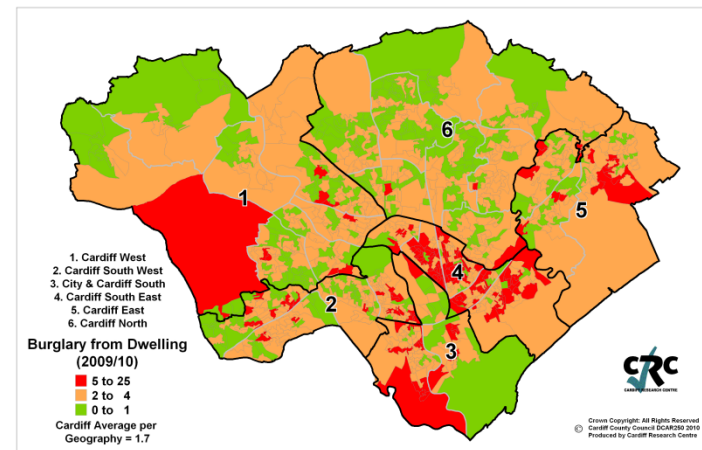 6
5
1
4
2
3
1. Cardiff West
2. Cardiff South West
3. City & Cardiff South
4. Cardiff South East
5. Cardiff East
6. Cardiff North
Burglary from Dwelling
(2009/10)
5 to 25
2 to 4
0 to 1
Cardiff Average per
Geography = 1.7
CRC
CARDIFF RESEARCH CENTRE
Crown Copyright: All Rights Reserved
© Cardiff County Council DCAR250 2010
Produced by Cardiff Research Centre